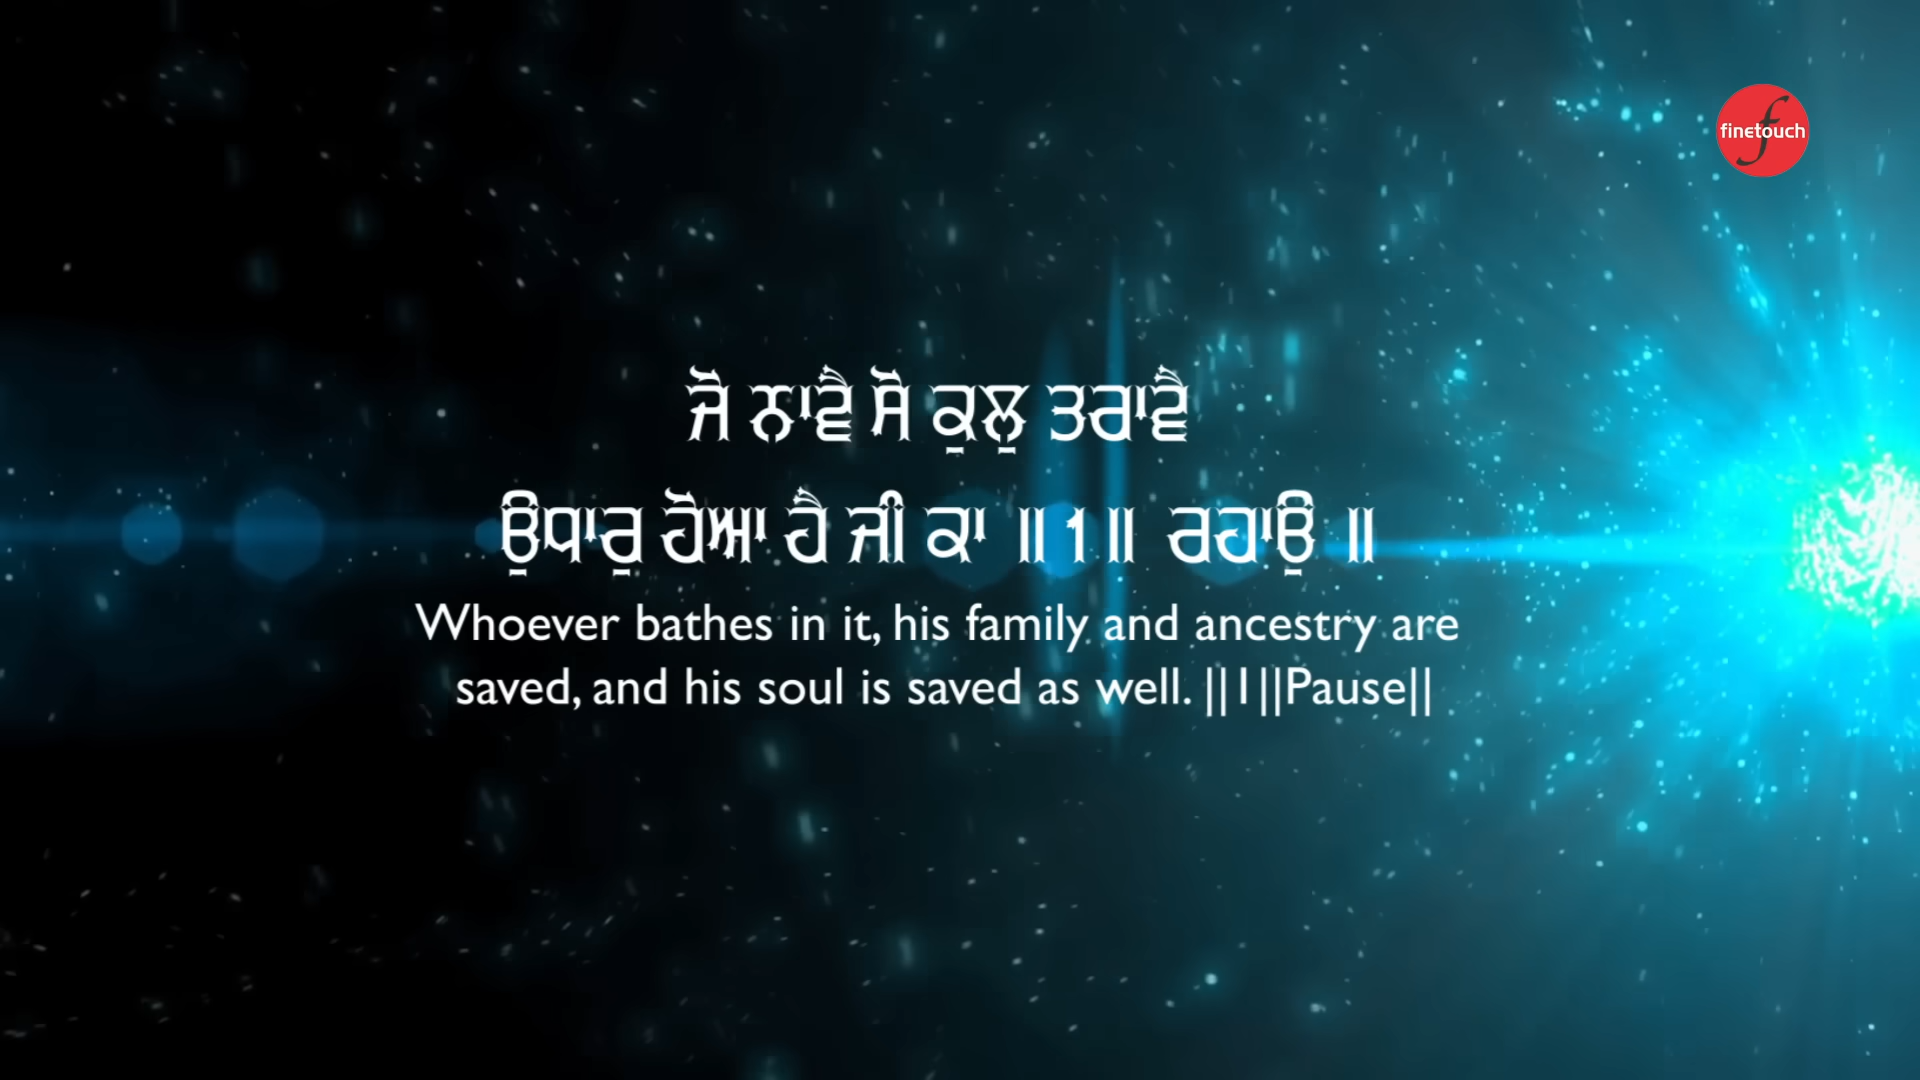 finetouch
ਜੋ ਨਾਵੈ ਸੋ ਕੁਲੁ ਤਰਾਵੈ
ਉਧਾਰੁ ਹੋਆ ਹੈ ਜੀ ਕਾ ॥1॥ ਰਹਾਉ ॥
Whoever bathes in it, his family and ancestry are
saved, and his soul is saved as well. ||1||Pause||